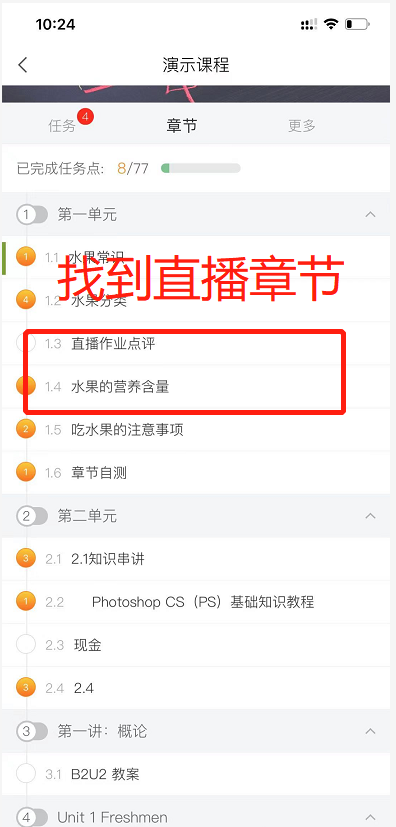 10:24
演示课程
任务 4 章节 更多
已完成任务点: 8/77
1 第一单元
1 1.1 水果常识
找到直播章节
4 1.2 水果分类
1.3 直播作业点评
1.4 水果的营养含量
2 1.5 吃水果的注意事项
1 1.6 章节自测
2 第二单元
3 2.1 2.1知识串讲
1 2.2 Photoshop CS（PS）基础知识教程
2.3 现金
3 2.4 2.4
3 第一讲：概论
3.1 B2U2 教案
4 Unit 1 Freshmen